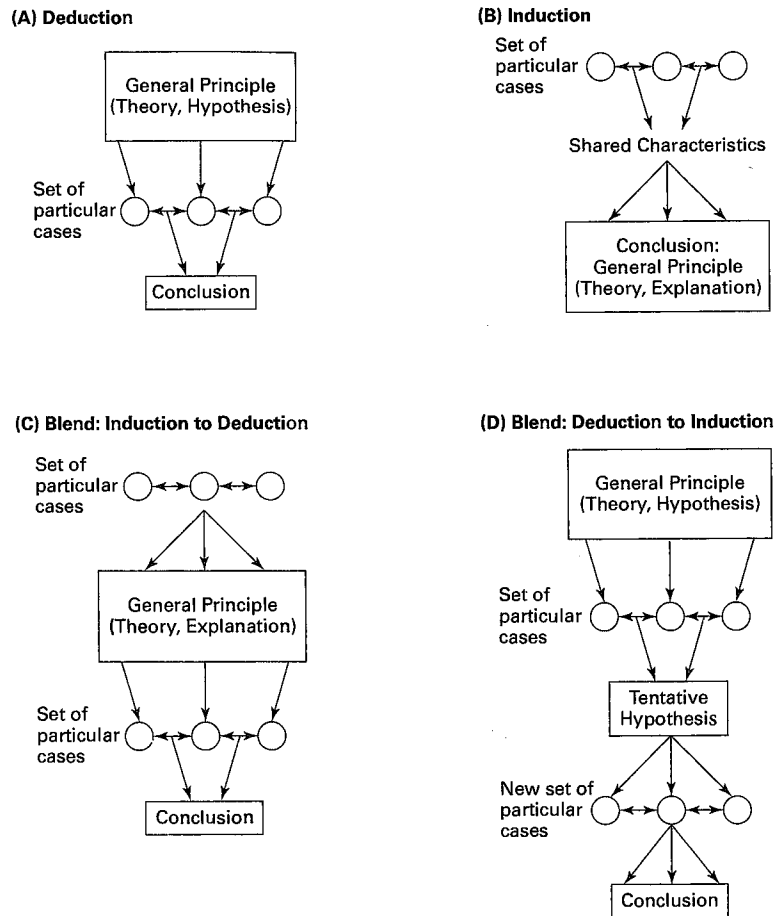 (A) Deduction
General Principle
(Theory, Hypothesis)
Set of
particular
cases
Conclusion
(B) Induction
Set of
particular
cases
Shared Characteristics
Conclusion:
General Principle
(Theory, Explanation)
(C) Blend: Induction to Deduction
Set of
particular
cases
General Principle
(Theory, Explanation)
Set of
particular
cases
Conclusion
(D) Blend: Deduction to Induction
General Principle
(Theory, Hypothesis)
Set of
particular
cases
Tentative
Hypothesis
New set of
particular
cases
Conclusion